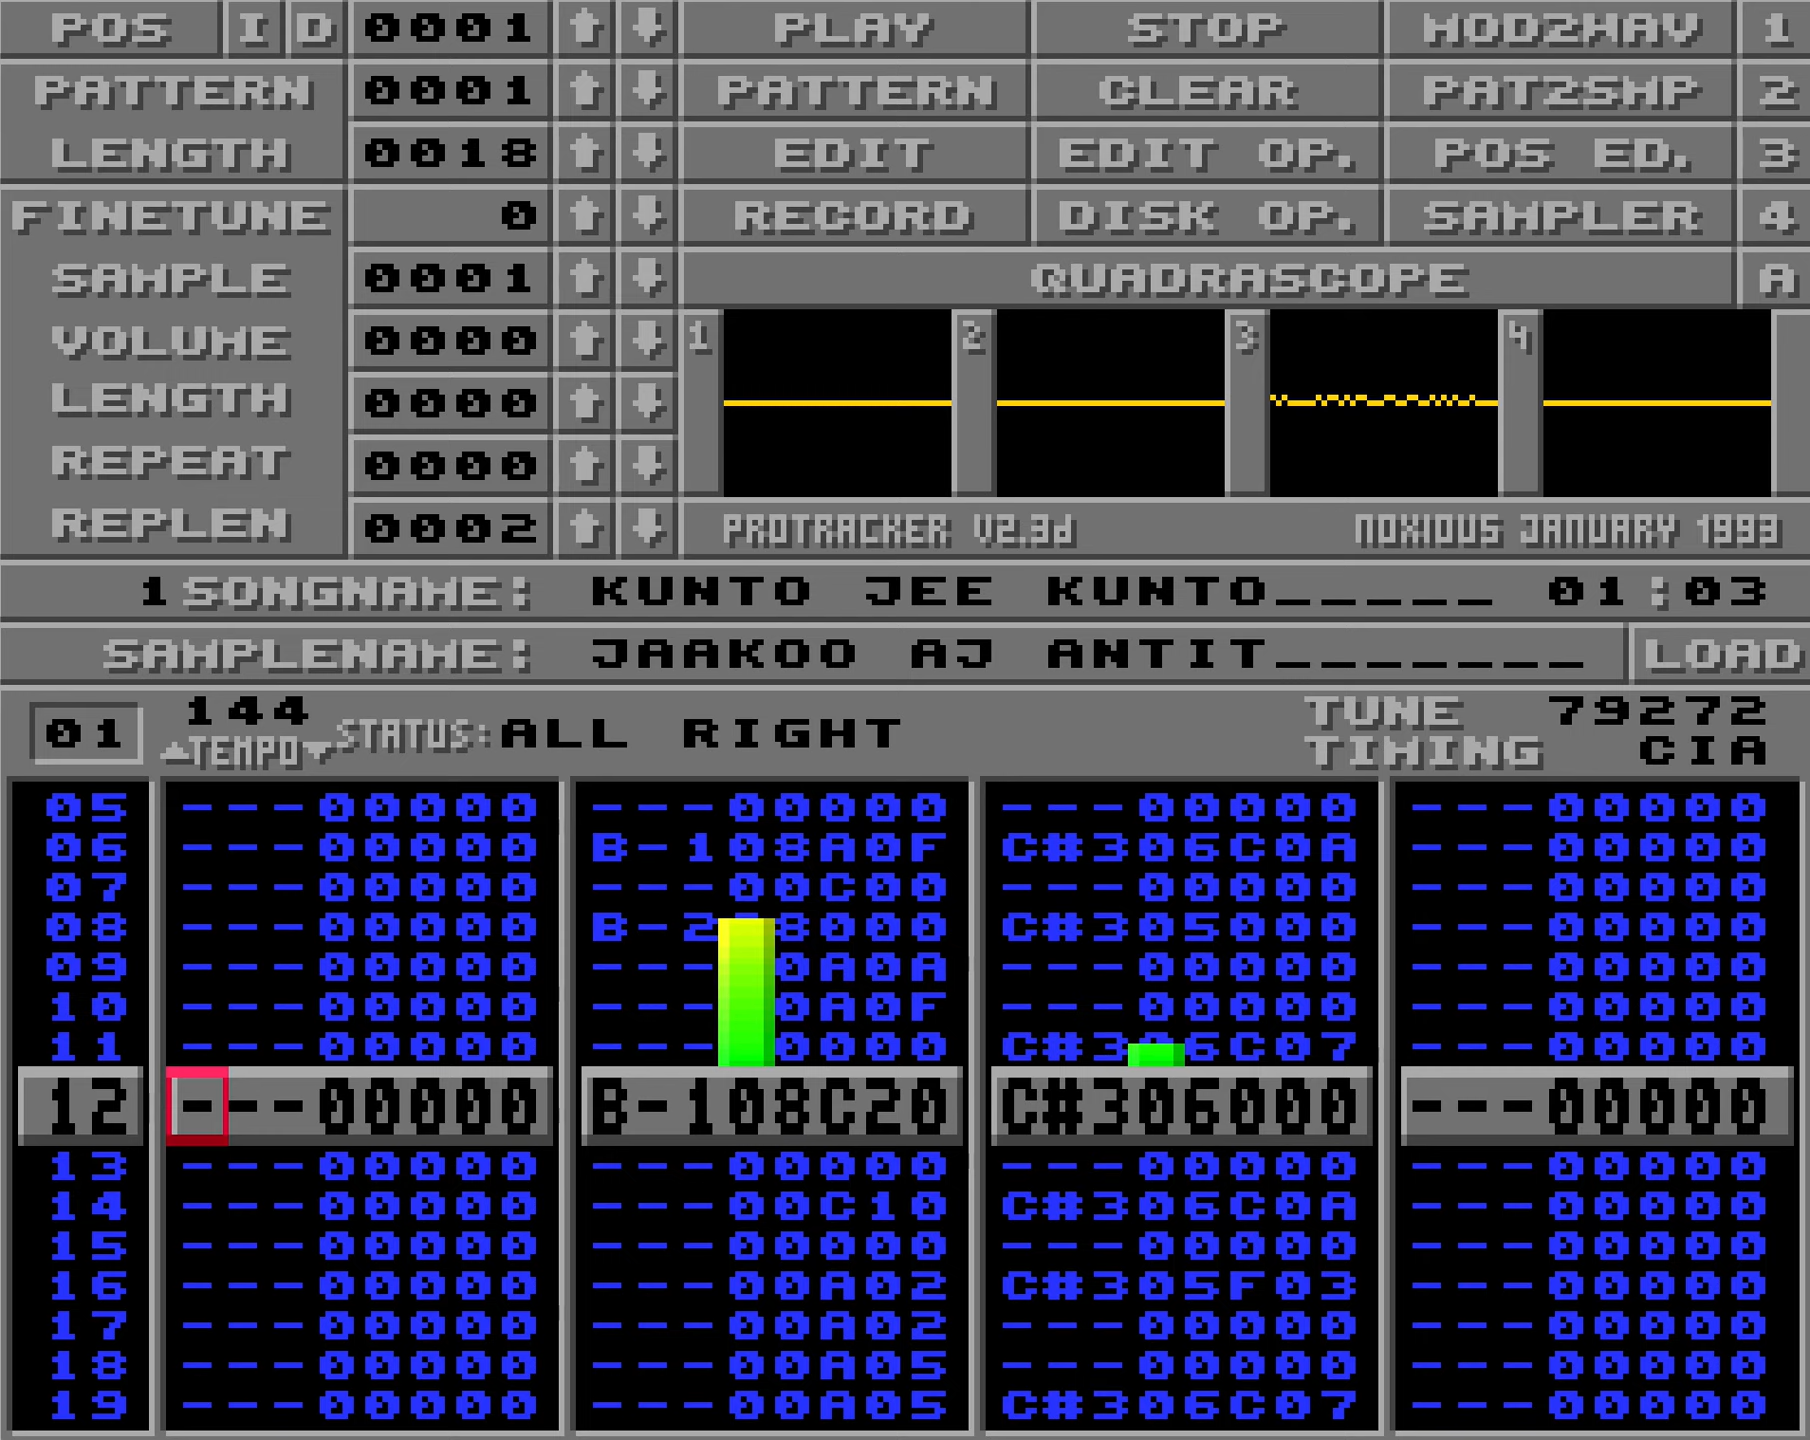 POS I D 0001 PLAY STOP MOD2WAV 1
PATTERN 0001 PATTERN CLEAR PAT2SMP 2
LENGTH 0018 EDIT EDIT OP. POS ED. 3
FINETUNE 0 RECORD DISK OP. SAMPLER 4
SAMPLE 0001 QUADRASCOPE A
VOLUME 0000 1 2 3 4
LENGTH 0000
REPEAT 0000
REPLEN 0002 PROTRACKER V2.3d NOXIOUS JANUARY 1993
1 SONGNAME: KUNTO JEE KUNTO_____ 01:03
SAMPLENAME: JAAKOO AJ ANTIT_______ LOAD
01 144 TEMPO STATUS: ALL RIGHT TUNE 79272
TIMING CIA
05 ---00000 ---00000 ---00000 ---00000
06 ---00000 B-108A0F C#306C0A ---00000
07 ---00000 ---00C00 ---00000 ---00000
08 ---00000 B-208000 C#305000 ---00000
09 ---00000 --- 0A0A ---00000 ---00000
10 ---00000 --- 0A0F ---00000 ---00000
11 ---00000 --- 0000 C#306C07 ---00000
12 ---00000 B-108C20 C#306000 ---00000
13 ---00000 ---00000 ---00000 ---00000
14 ---00000 ---00C10 C#306C0A ---00000
15 ---00000 ---00000 ---00000 ---00000
16 ---00000 ---00A02 C#305F03 ---00000
17 ---00000 ---00A02 ---00000 ---00000
18 ---00000 ---00A05 ---00000 ---00000
19 ---00000 ---00A05 C#306C07 ---00000